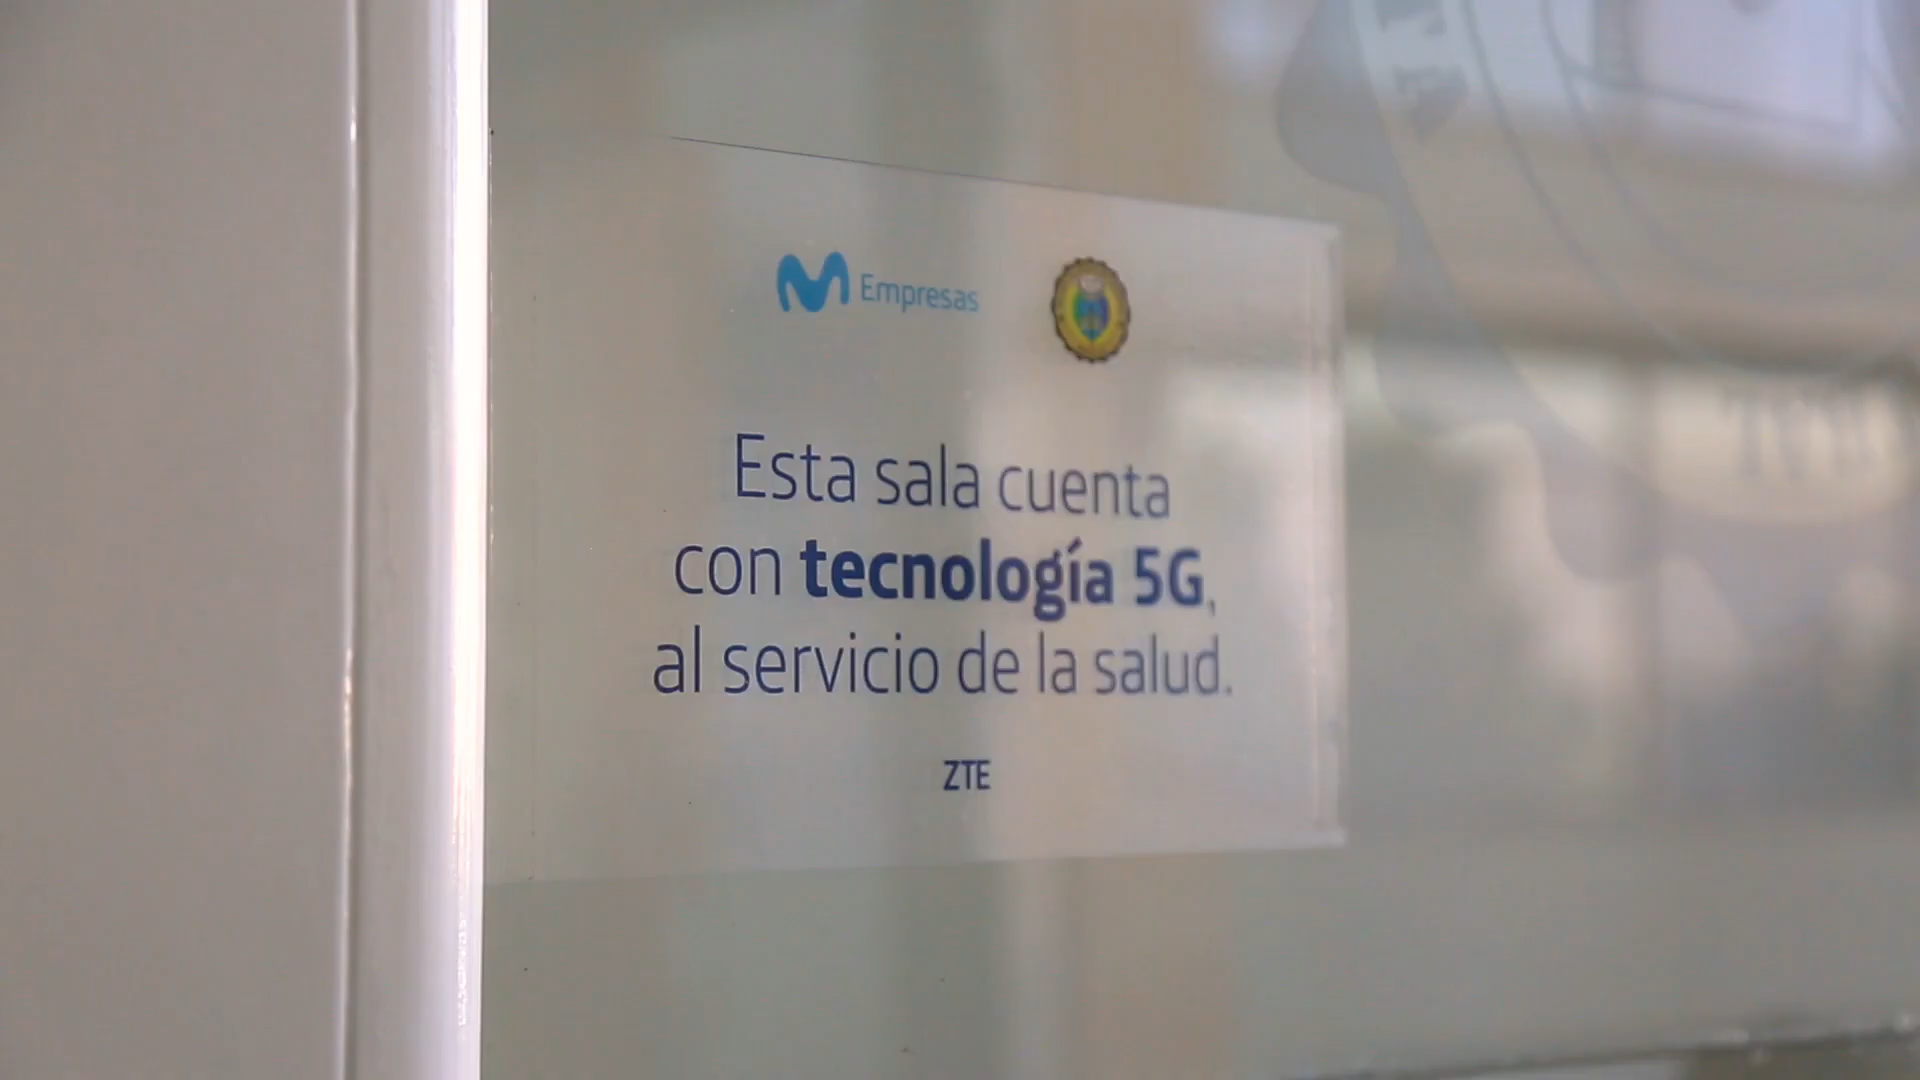 Empresas
Esta sala cuenta
con tecnología 5G,
al servicio de la salud.
ZTE